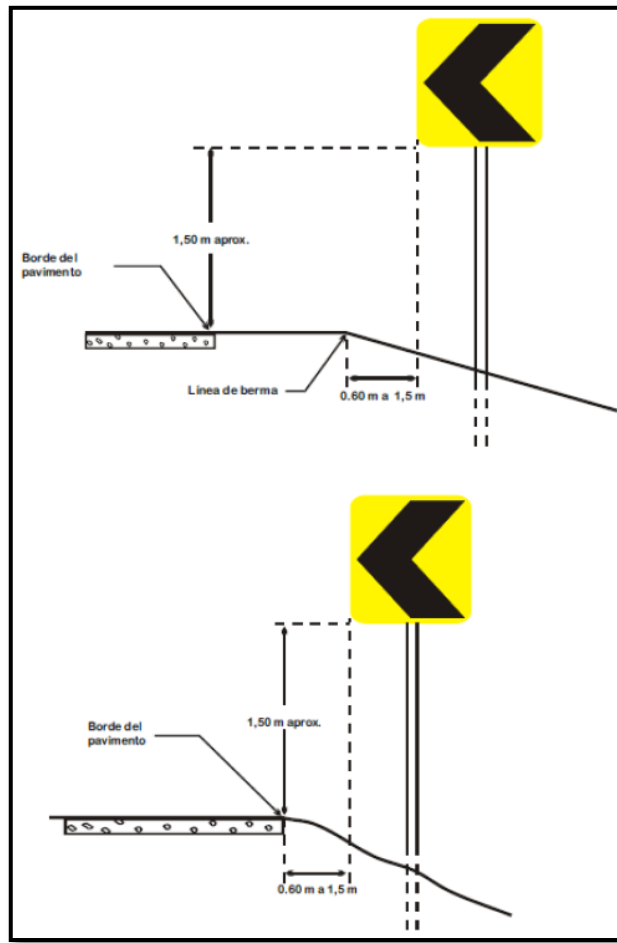 1,50 m aprox.
Borde del
pavimento
Linea de berma
0.60 m a 1,5 m
1,50 m aprox.
Borde del
pavimento
0.60 m a 1,5 m